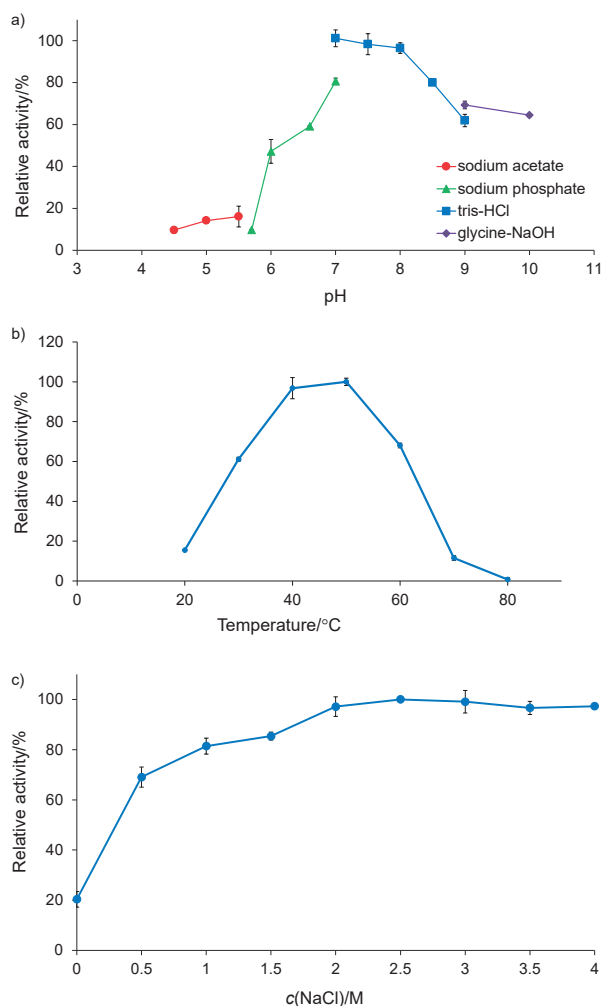 a)
120
100
80
60
40
20
0
Relative activity/%
3 4 5 6 7 8 9 10 11
pH
sodium acetate
sodium phosphate
tris-HCl
glycine-NaOH
b)
120
100
80
60
40
20
0
Relative activity/%
0 20 40 60 80
Temperature/°C
c)
120
100
80
60
40
20
0
Relative activity/%
0 0.5 1 1.5 2 2.5 3 3.5 4
c(NaCl)/M